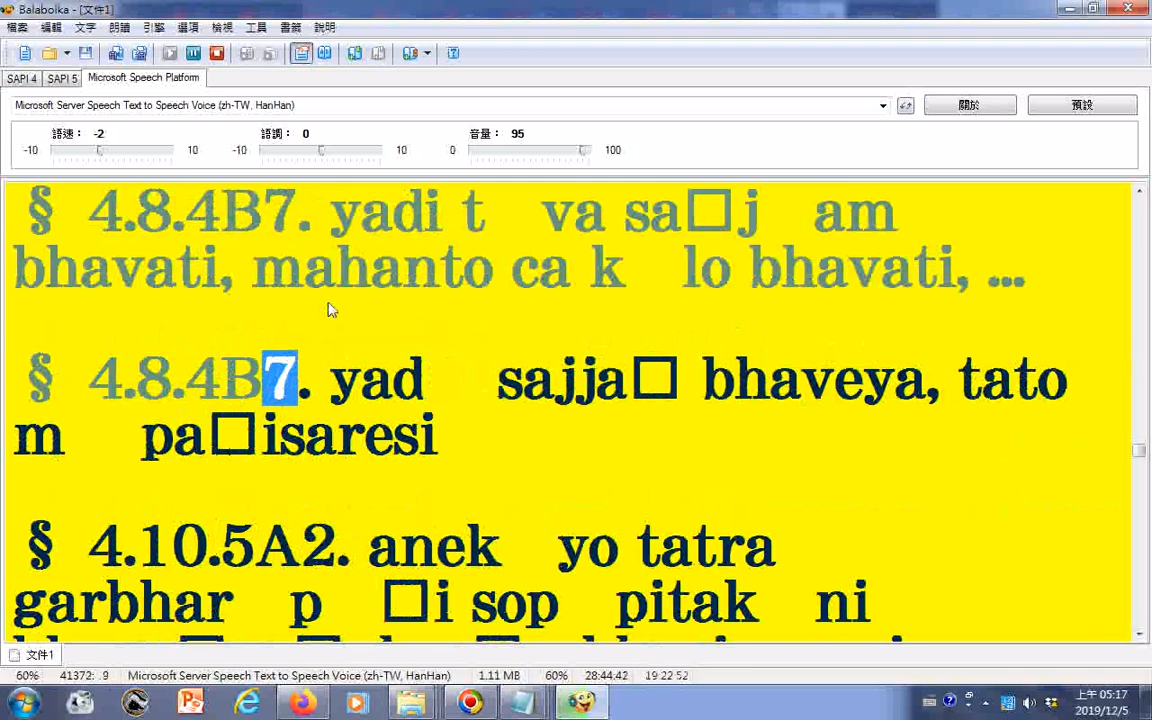 Balabolka - [文件1]
檔案 編輯 文字 朗讀 引擎 選項 檢視 工具 書籤 說明
SAPI 4 SAPI 5 Microsoft Speech Platform
Microsoft Server Speech Text to Speech Voice (zh-TW, HanHan) 關於 預設
語速： -2 語調： 0 音量： 95
-10 10 -10 10 0 100
§ 4.8.4B7. yadi t va sa□j am
bhavati, mahanto ca k lo bhavati, ...
§ 4.8.4B7. yad sajja□ bhaveya, tato
m pa□isaresi
§ 4.10.5A2. anek yo tatra
garbhar p □i sop pitak ni
文件1
60% 41372: .9 Microsoft Server Speech Text to Speech Voice (zh-TW, HanHan) 1.11 MB 60% 28:44:42 19:22 52
上午 05:17
2019/12/5